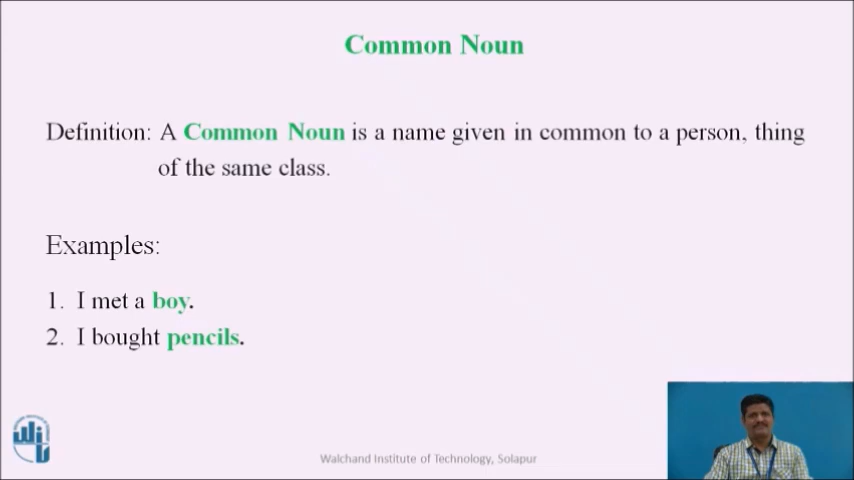 Common Noun
Definition: A Common Noun is a name given in common to a person, thing
of the same class.
Examples:
1. I met a boy.
2. I bought pencils.
Walchand Institute of Technology, Solapur